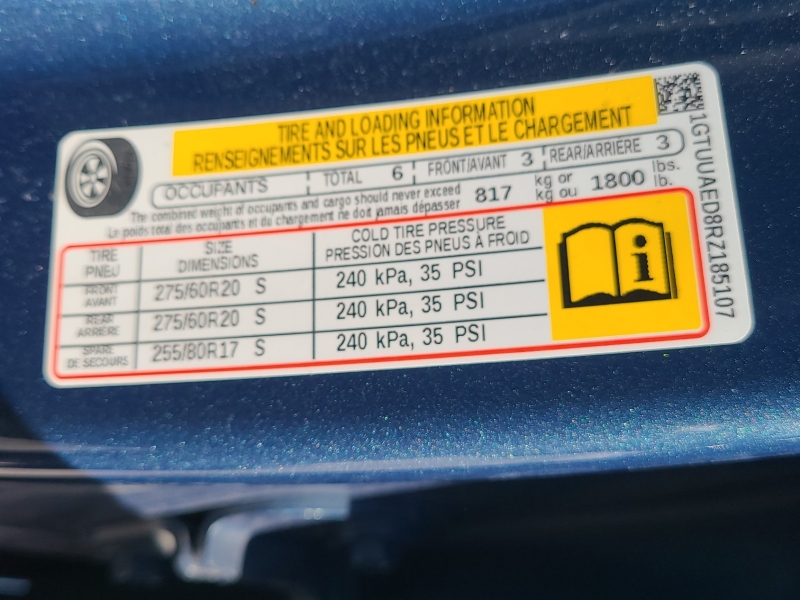 TIRE AND LOADING INFORMATION
RENSEIGNEMENTS SUR LES PNEUS ET LE CHARGEMENT
OCCUPANTS TOTAL 6 FRONT/AVANT 3 REAR/ARRIÈRE 3
The combined weight of occupants and cargo should never exceed 817 kg or 1800 lbs.
Le poids total des occupants et du chargement ne doit jamais dépasser kg ou lb.
TIRE SIZE COLD TIRE PRESSURE
PNEU DIMENSIONS PRESSION DES PNEUS À FROID
FRONT
AVANT 275/60R20 S 240 kPa, 35 PSI
REAR
ARRIÈRE 275/60R20 S 240 kPa, 35 PSI
SPARE
DE SECOURS 255/80R17 S 240 kPa, 35 PSI
1GTUUAED8RZ185107